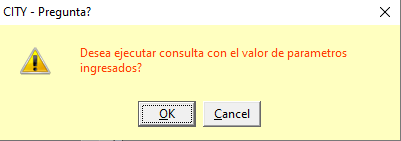 CITY - Pregunta?
Desea ejecutar consulta con el valor de parametros
ingresados?
OK
Cancel